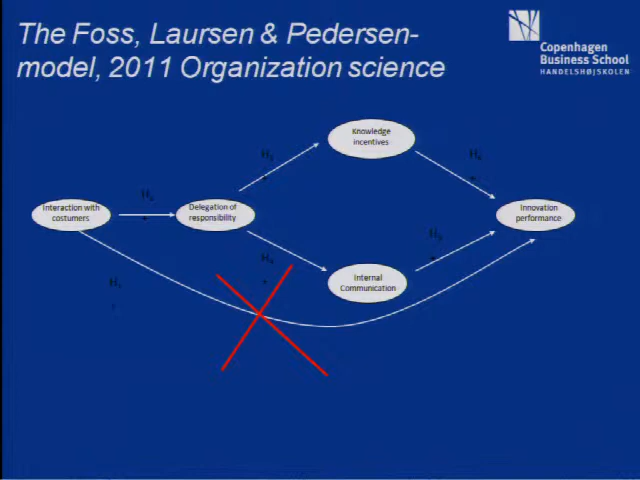 The Foss, Laursen & Pedersen-
model, 2011 Organization science
Copenhagen
Business School
HANDELSHØJSKOLEN
Knowledge
incentives
Interaction with
costumers
Delegation of
responsibility
Innovation
performance
Internal
Communication